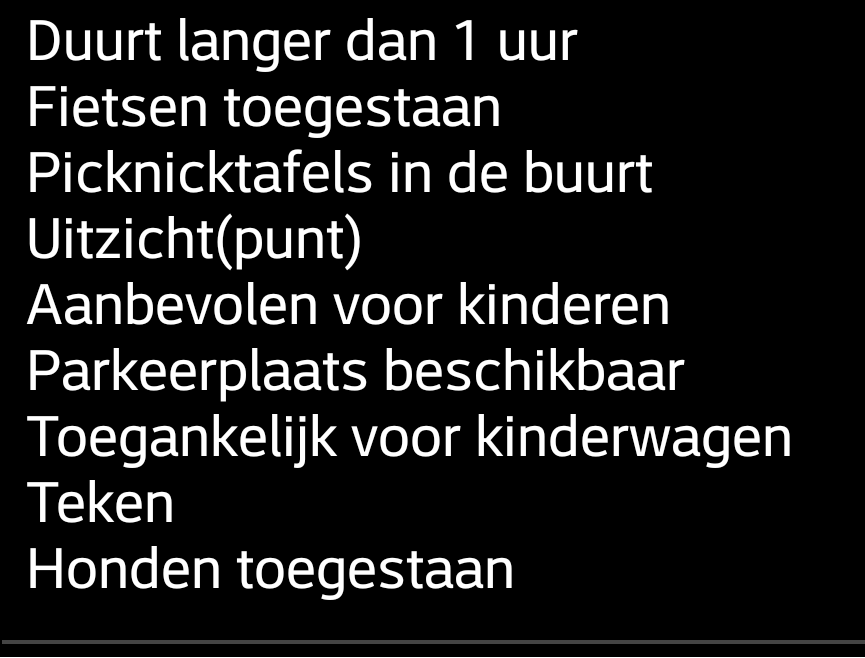 Duurt langer dan 1 uur
Fietsen toegestaan
Picknicktafels in de buurt
Uitzicht(punt)
Aanbevolen voor kinderen
Parkeerplaats beschikbaar
Toegankelijk voor kinderwagen
Teken
Honden toegestaan